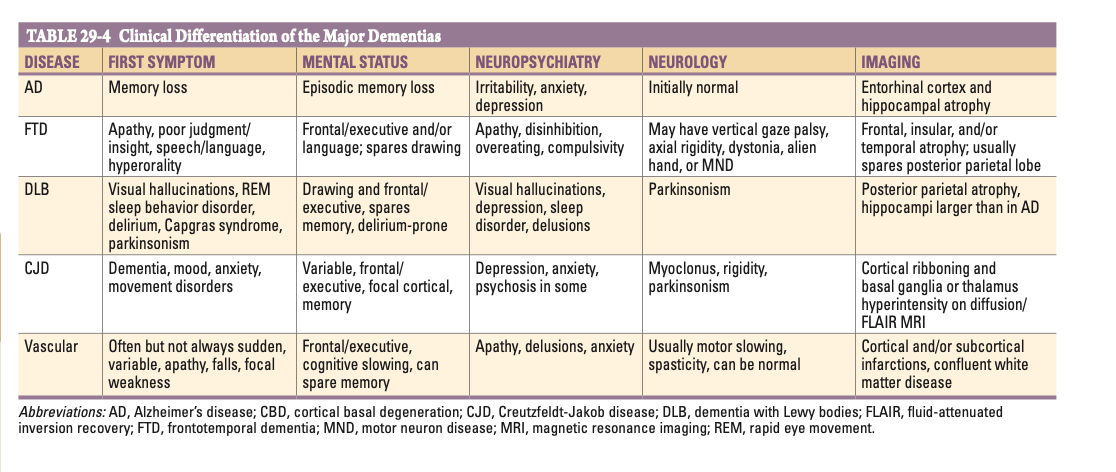 TABLE 29-4 Clinical Differentiation of the Major Dementias
DISEASE FIRST SYMPTOM MENTAL STATUS NEUROPSYCHIATRY NEUROLOGY IMAGING
AD
Memory loss
Episodic memory loss
Irritability, anxiety,
depression
Initially normal
Entorhinal cortex and
hippocampal atrophy
FTD
Apathy, poor judgment/
insight, speech/language,
hyperorality
Frontal/executive and/or
language; spares drawing
Apathy, disinhibition,
overeating, compulsivity
May have vertical gaze palsy,
axial rigidity, dystonia, alien
hand, or MND
Frontal, insular, and/or
temporal atrophy; usually
spares posterior parietal lobe
DLB
Visual hallucinations, REM
sleep behavior disorder,
delirium, Capgras syndrome,
parkinsonism
Drawing and frontal/
executive, spares
memory, delirium-prone
Visual hallucinations,
depression, sleep
disorder, delusions
Parkinsonism
Posterior parietal atrophy,
hippocampi larger than in AD
CJD
Dementia, mood, anxiety,
movement disorders
Variable, frontal/
executive, focal cortical,
memory
Depression, anxiety,
psychosis in some
Myoclonus, rigidity,
parkinsonism
Cortical ribboning and
basal ganglia or thalamus
hyperintensity on diffusion/
FLAIR MRI
Vascular
Often but not always sudden,
variable, apathy, falls, focal
weakness
Frontal/executive,
cognitive slowing, can
spare memory
Apathy, delusions, anxiety
Usually motor slowing,
spasticity, can be normal
Cortical and/or subcortical
infarctions, confluent white
matter disease
Abbreviations: AD, Alzheimer's disease; CBD, cortical basal degeneration; CJD, Creutzfeldt-Jakob disease; DLB, dementia with Lewy bodies; FLAIR, fluid-attenuated
inversion recovery; FTD, frontotemporal dementia; MND, motor neuron disease; MRI, magnetic resonance imaging; REM, rapid eye movement.